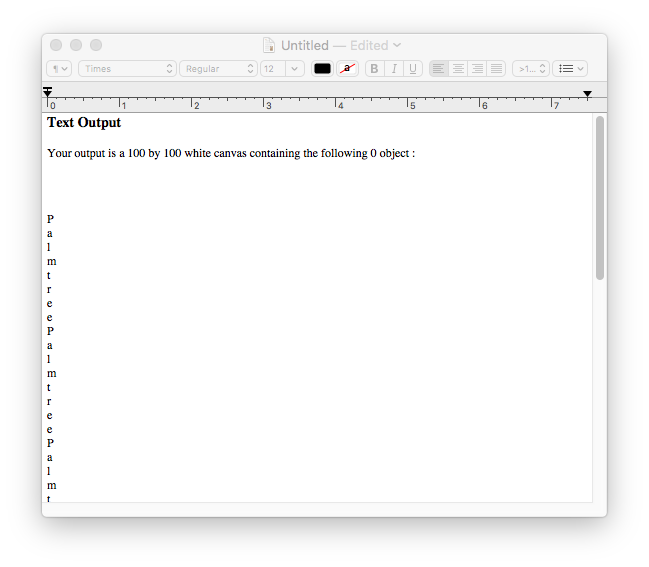 Untitled — Edited
¶ Times Regular 12 a B I U >1...
0 1 2 3 4 5 6 7
Text Output
Your output is a 100 by 100 white canvas containing the following 0 object :
P
a
l
m
t
r
e
e
P
a
l
m
t
r
e
e
P
a
l
m
t